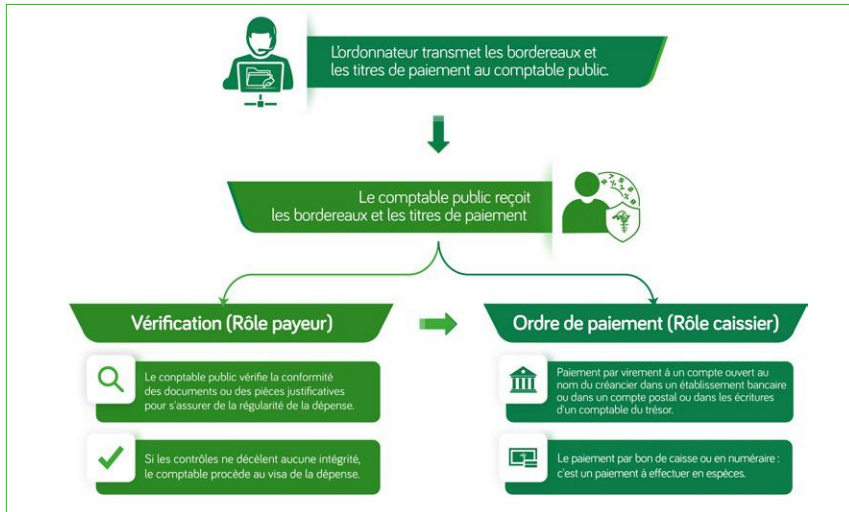 L'ordonnateur transmet les bordereaux et
les titres de paiement au comptable public.
Le comptable public reçoit
les bordereaux et les titres de paiement
Vérification (Rôle payeur)
Le conptable public vérifie la conformité
des documents ou des pièces justificatives
pour s'assurer de la régularité de la dépense.
Si les contrôles ne décèlent aucune intégrité,
le comptable procède au visa de la dépense.
Ordre de paiement (Rôle caissier)
Paiement par virement à un compte ouvert au
nom du créancier dans un établissement bancaire
ou dans un compte postal ou dans les écritures
d'un comptable du trésor.
Le paiement par bon de caisse ou en numéraire :
c'est un paiement à effectuer en espèces.